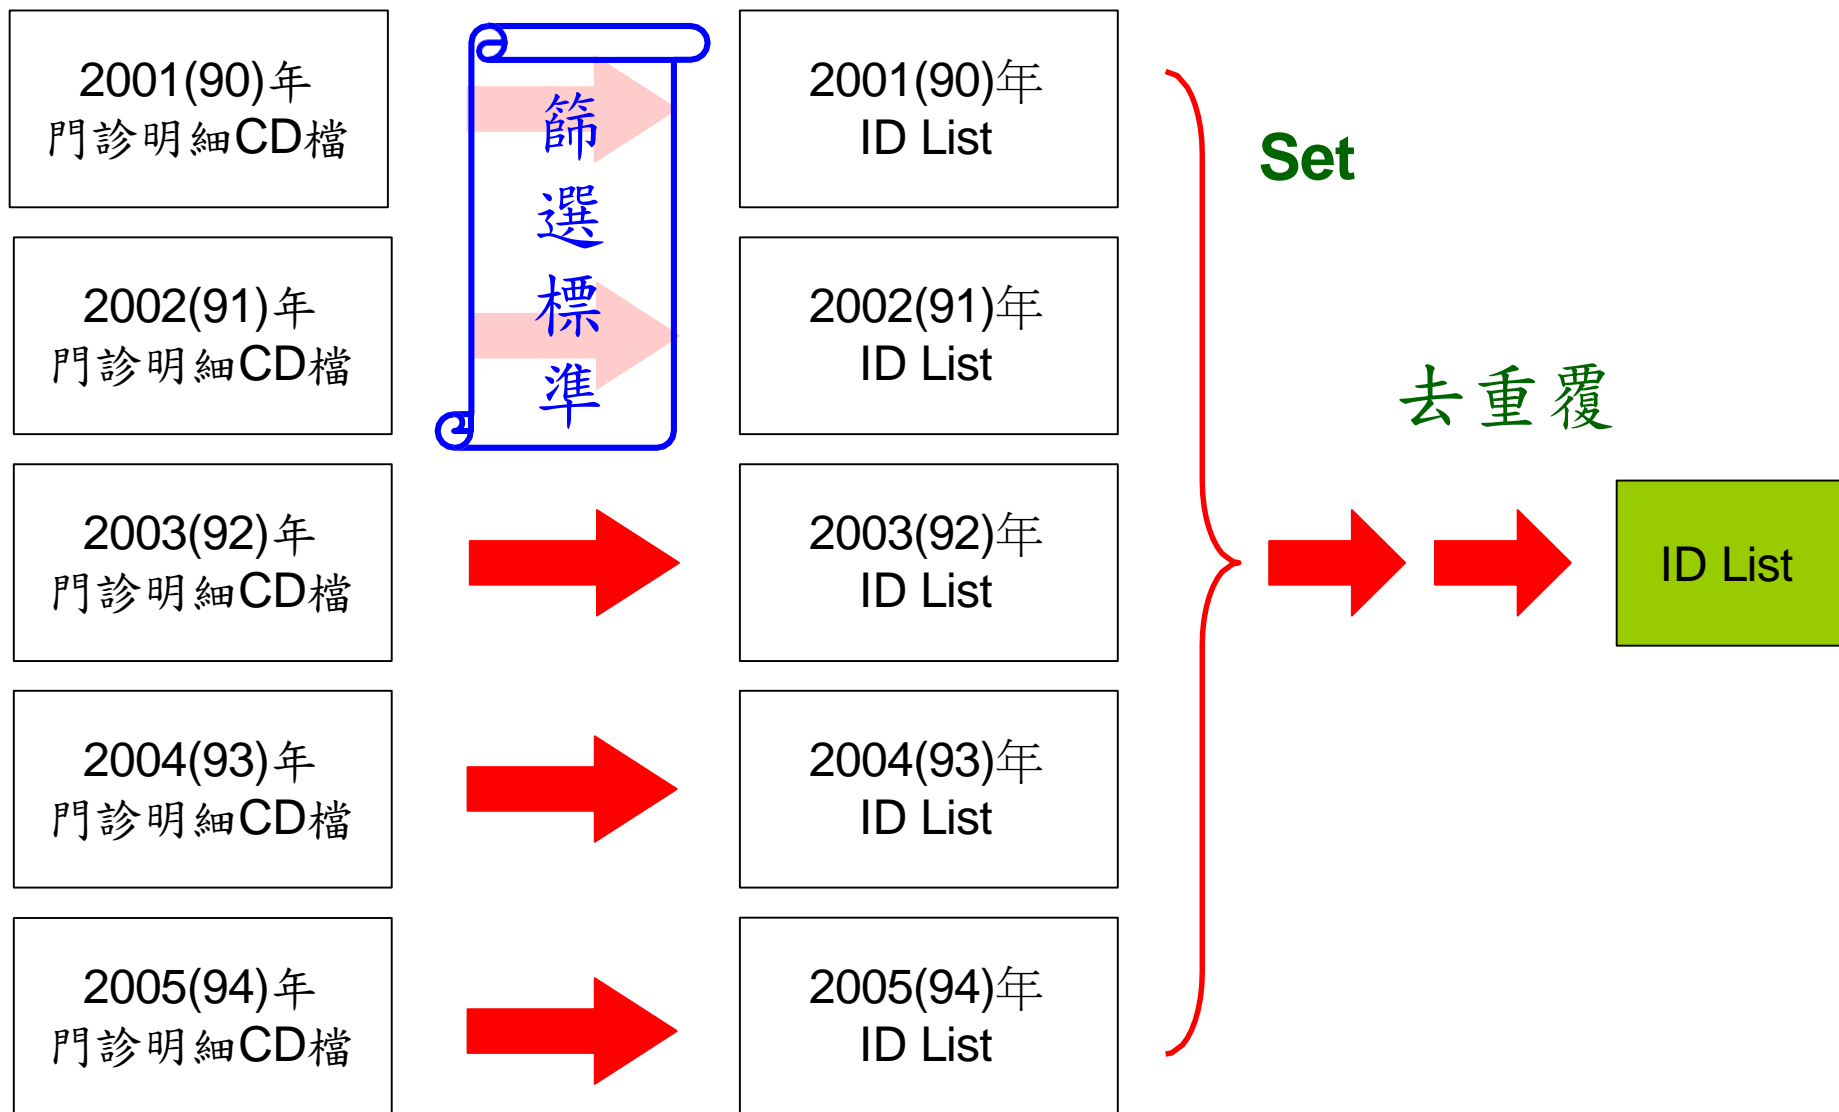 2001(90)年
門診明細CD檔
篩
選
標
準
2001(90)年
ID List
Set
2002(91)年
門診明細CD檔
2002(91)年
ID List
去重覆
2003(92)年
門診明細CD檔
2003(92)年
ID List
ID List
2004(93)年
門診明細CD檔
2004(93)年
ID List
2005(94)年
門診明細CD檔
2005(94)年
ID List